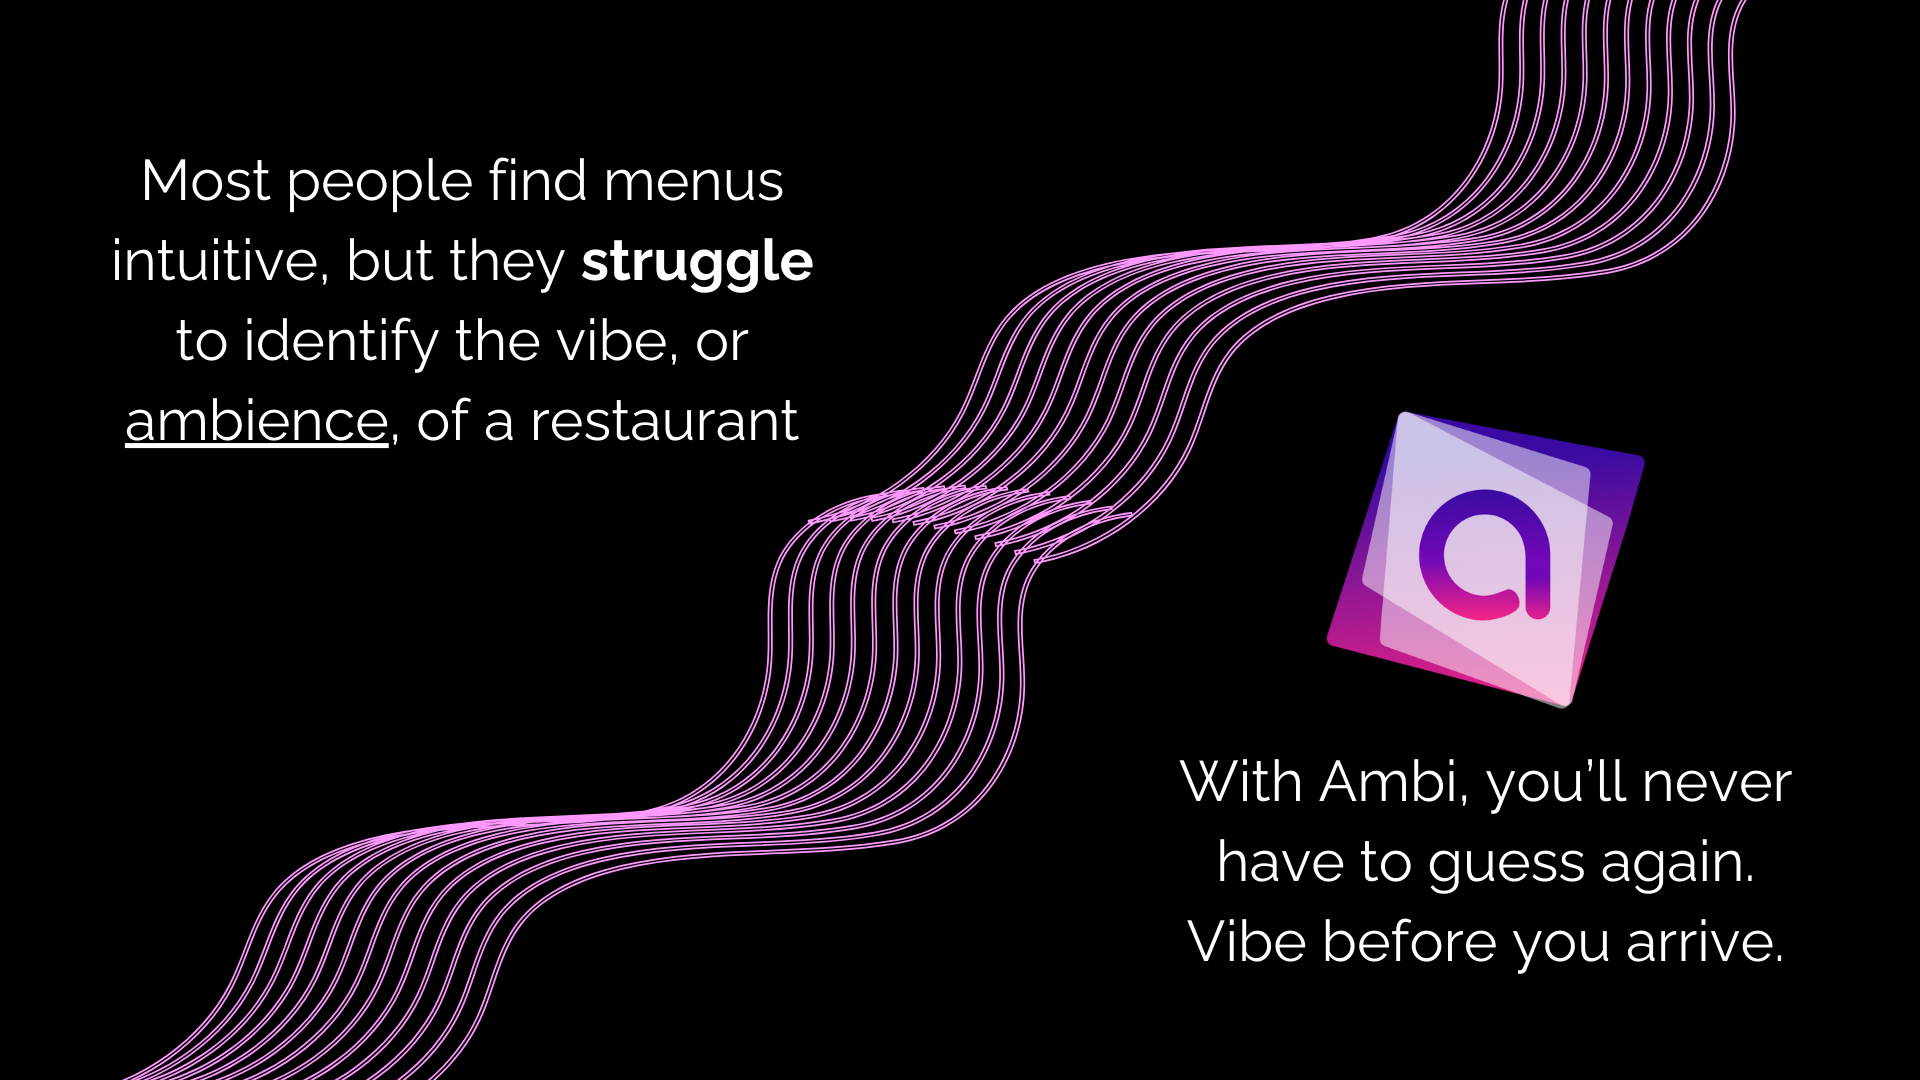 Most people find menus
intuitive, but they struggle
to identify the vibe, or
ambience, of a restaurant
a
With Ambi, you’ll never
have to guess again.
Vibe before you arrive.